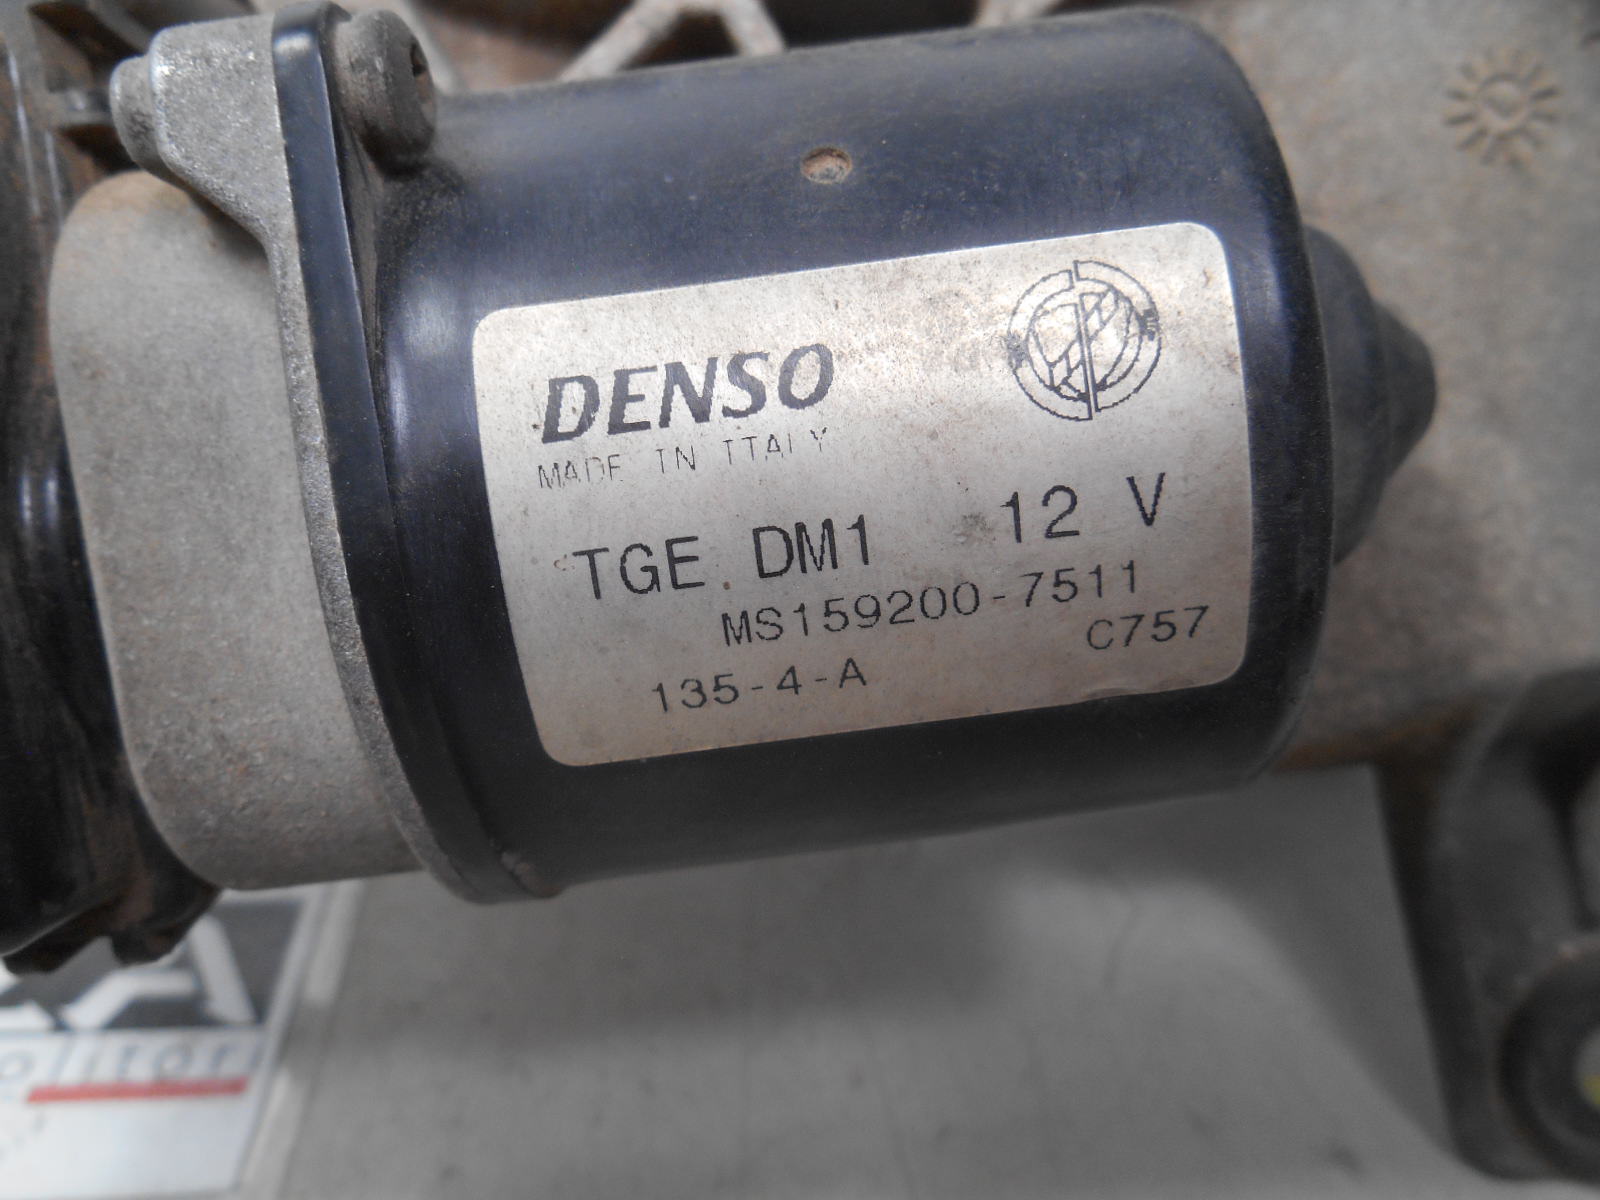 DENSO
MADE IN ITALY
TGE DM1 12 V
MS159200-7511
135-4-A C757